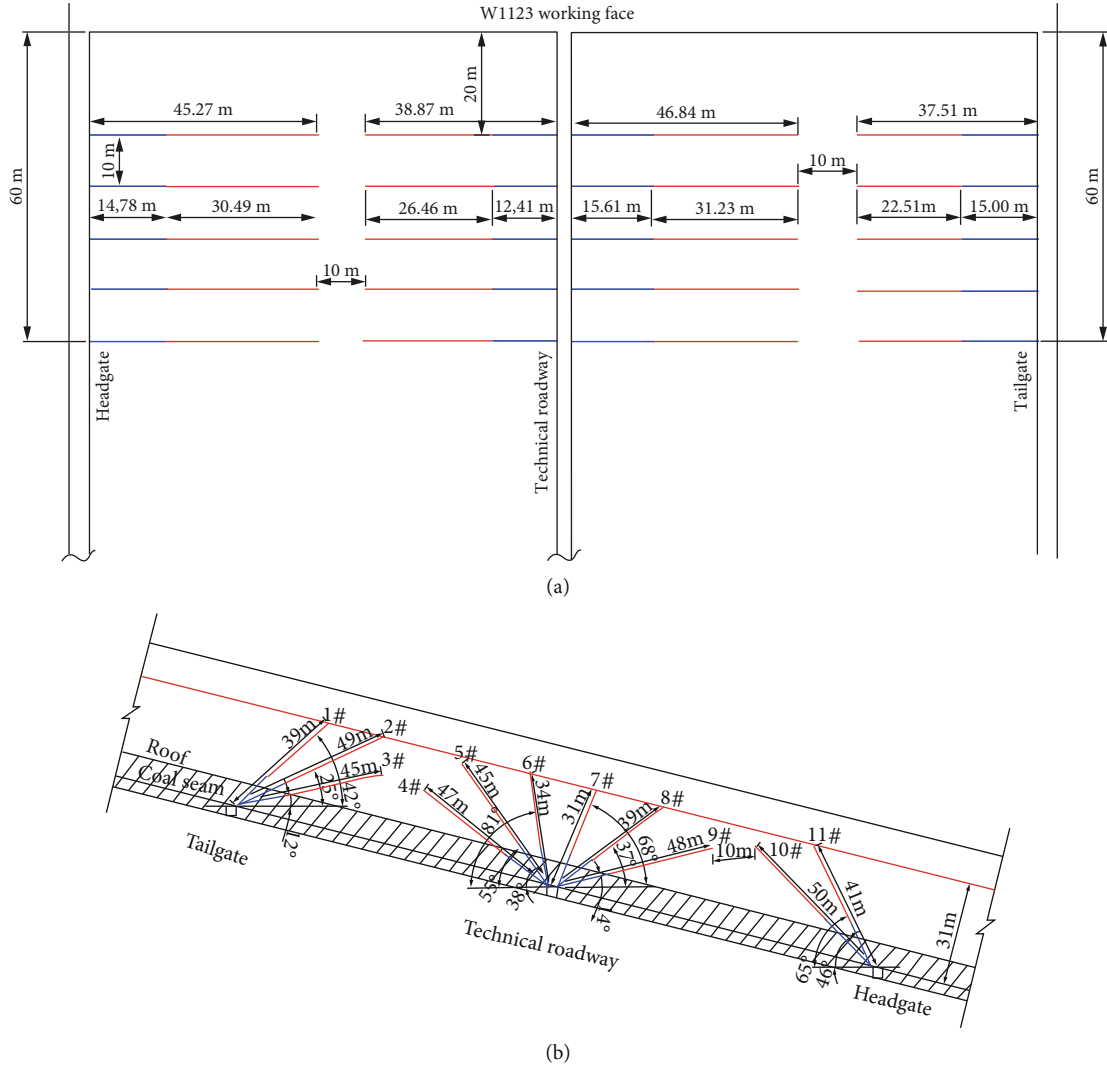 W1123 working face
20 m
45.27 m
38.87 m
46.84 m
37.51 m
10 m
10 m
60 m
60 m
14,78 m
30.49 m
26.46 m
12,41 m
15.61 m
31.23 m
22.51m
15.00 m
10 m
Headgate
Technical roadway
Tailgate
(a)
1#
39m
2#
49m
Roof
5#
6#
3#
45m
Coal seam
4#
7#
45m
34m
25°
42°
47m
31m
8#
39m
81°
11#
9#
48m
12°
68°
10m
10#
37°
Tailgate
55°
38°
50m
41m
14°
31m
Technical roadway
65°
46°
Headgate
(b)